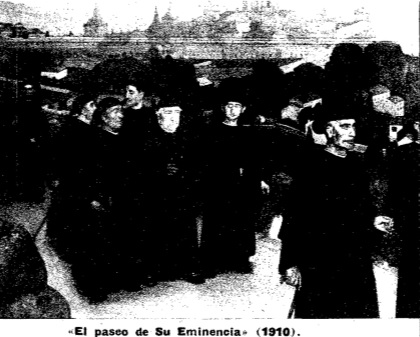 «El paseo de Su Eminencia» (1910).